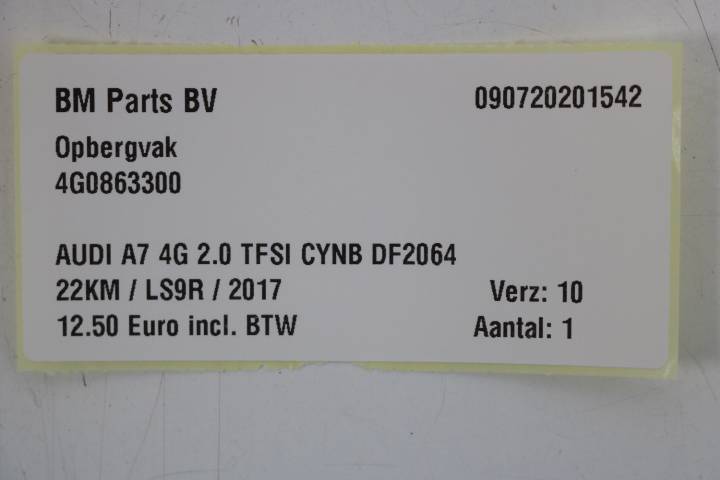 BM Parts BV 090720201542
Opbergvak
4G0863300
AUDI A7 4G 2.0 TFSI CYNB DF2064
22KM / LS9R / 2017 Verz: 10
12.50 Euro incl. BTW Aantal: 1